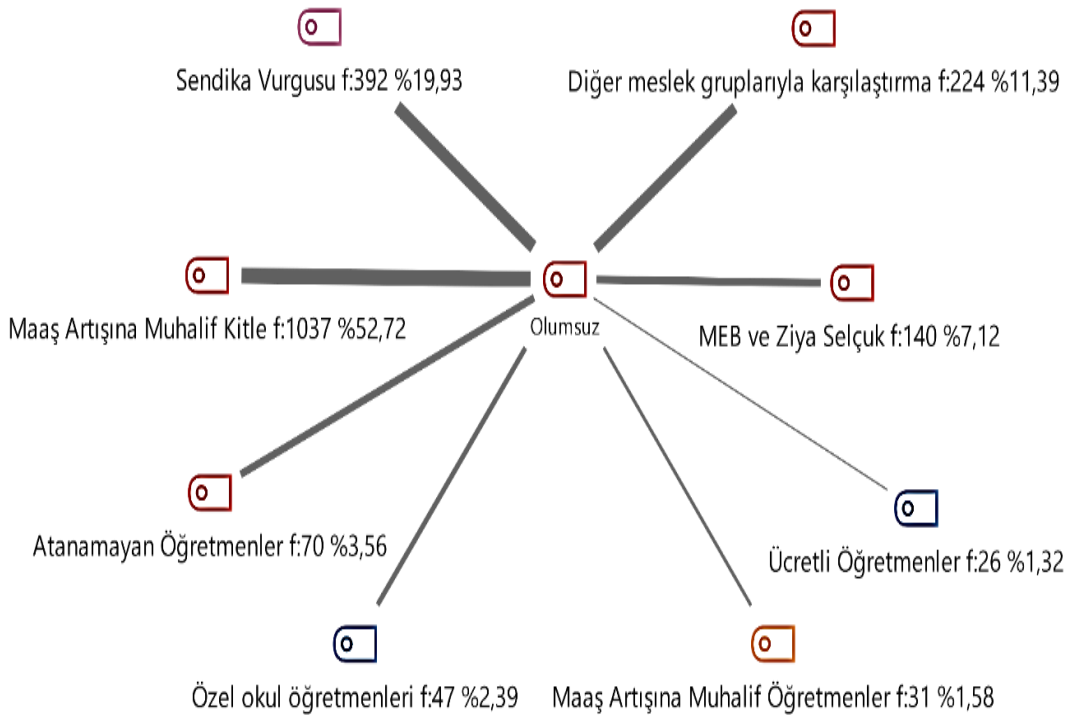 Sendika Vurgusu f:392 %19,93
Diğer meslek gruplarıyla karşılaştırma f:224 %11,39
Maaş Artışına Muhalif Kitle f:1037 %52,72
Olumsuz
MEB ve Ziya Selçuk f:140 %7,12
Atanamayan Öğretmenler f:70 %3,56
Ücretli Öğretmenler f:26 %1,32
Özel okul öğretmenleri f:47 %2,39
Maaş Artışına Muhalif Öğretmenler f:31 %1,58